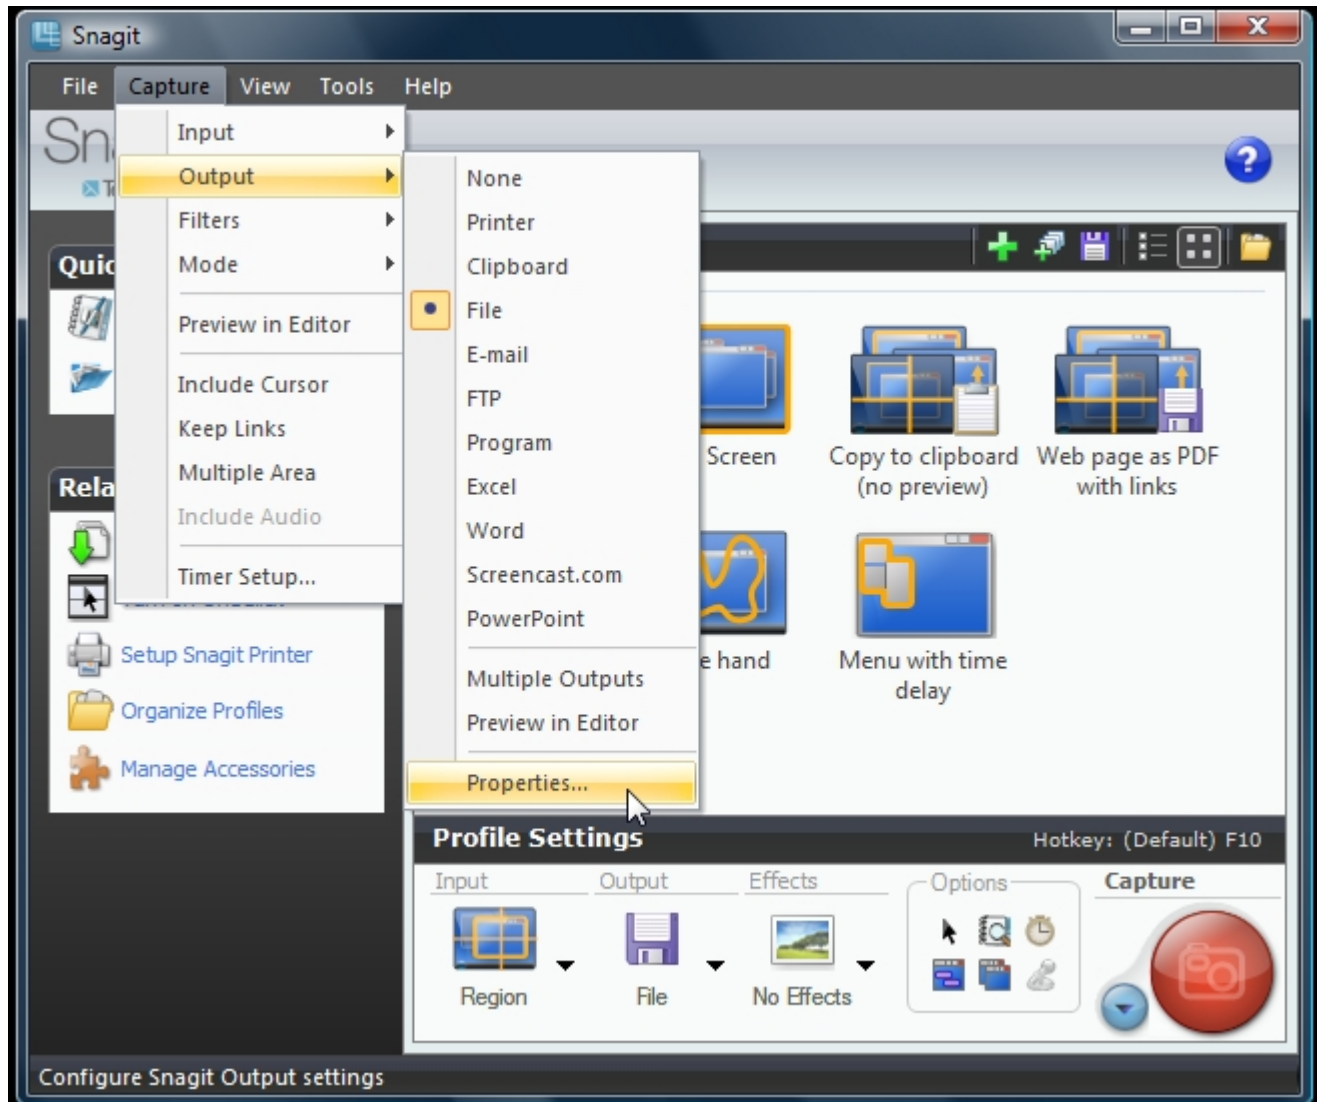 Snagit
File Capture View Tools Help
Sn
Input
Output
Filters
Mode
Preview in Editor
Include Cursor
Keep Links
Multiple Area
Include Audio
Timer Setup...
None
Printer
Clipboard
File
E-mail
FTP
Program
Excel
Word
Screencast.com
PowerPoint
Multiple Outputs
Preview in Editor
Properties...
Quic
Rela
Setup Snagit Printer
Organize Profiles
Manage Accessories
Screen
Copy to clipboard
(no preview)
Web page as PDF
with links
e hand
Menu with time
delay
Profile Settings
Hotkey: (Default) F10
Input
Output
Effects
Options
Capture
Region
File
No Effects
Configure Snagit Output settings